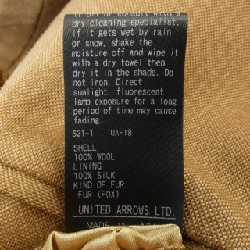 dry cleaning specialist.
If it gets wet by rain
or snow, shake the
moisture off and wipe it
with a dry towel then
dry it in the shade. Do
not iron. Direct
sunlight, fluorescent
lamp exposure for a long
period of time may cause
fading.
SHELL
100% WOOL
LINING
100% SILK
KIND OF FUR
FUR (FOX)
UNITED ARROWS LTD.
MADE IN